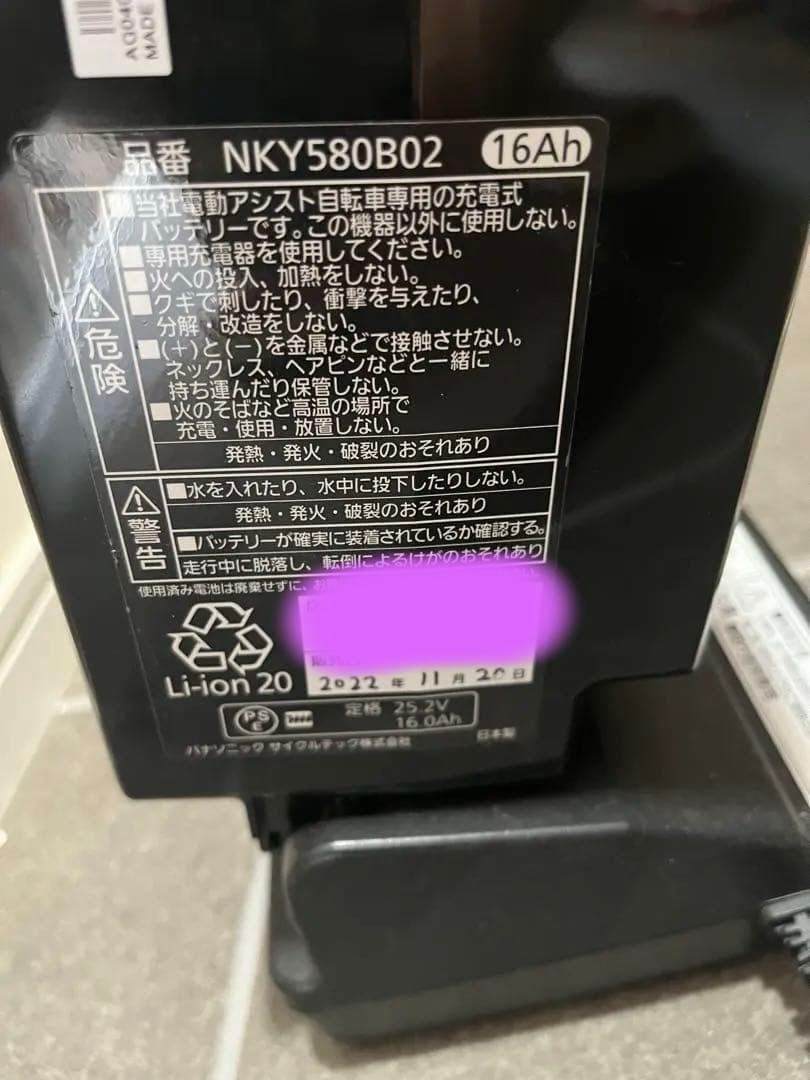 AG04
MADE
品番 NKY580B02 16Ah
危険
■当社電動アシスト自転車専用の充電式
バッテリーです。この機器以外に使用しない。
■専用充電器を使用してください。
■火への投入、加熱をしない。
■クギで刺したり、衝撃を与えたり、
分解・改造をしない。
■(+)と(−)を金属などで接触させない。
ネックレス、ヘアピンなどと一緒に
持ち運んだり保管しない。
■火のそばなど高温の場所で
充電・使用・放置しない。
発熱・発火・破裂のおそれあり
警告
■水を入れたり、水中に投下したりしない。
発熱・発火・破裂のおそれあり
■バッテリーが確実に装着されているか確認する。
走行中に脱落し、転倒によるけがのおそれあり
使用済み電池は廃棄せずに、お
Li-ion 20
2022年 11月 20日
PS
E
定格 25.2V
16.0Ah
パナソニック サイクルテック株式会社
日本製